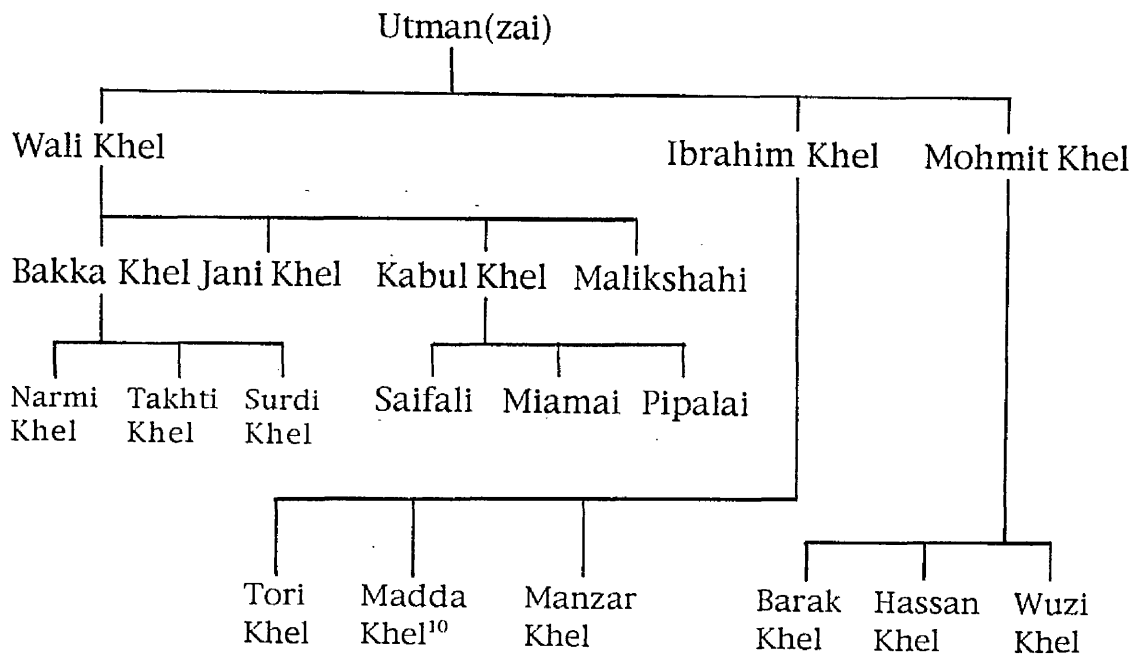 Utman(zai)
Wali Khel Ibrahim Khel Mohmit Khel
Bakka Khel Jani Khel Kabul Khel Malikshahi
Narmi Khel
Takhti Khel
Surdi Khel
Saifali Miamai Pipalai
Tori Khel
Madda Khel¹⁰
Manzar Khel
Barak Khel
Hassan Khel
Wuzi Khel